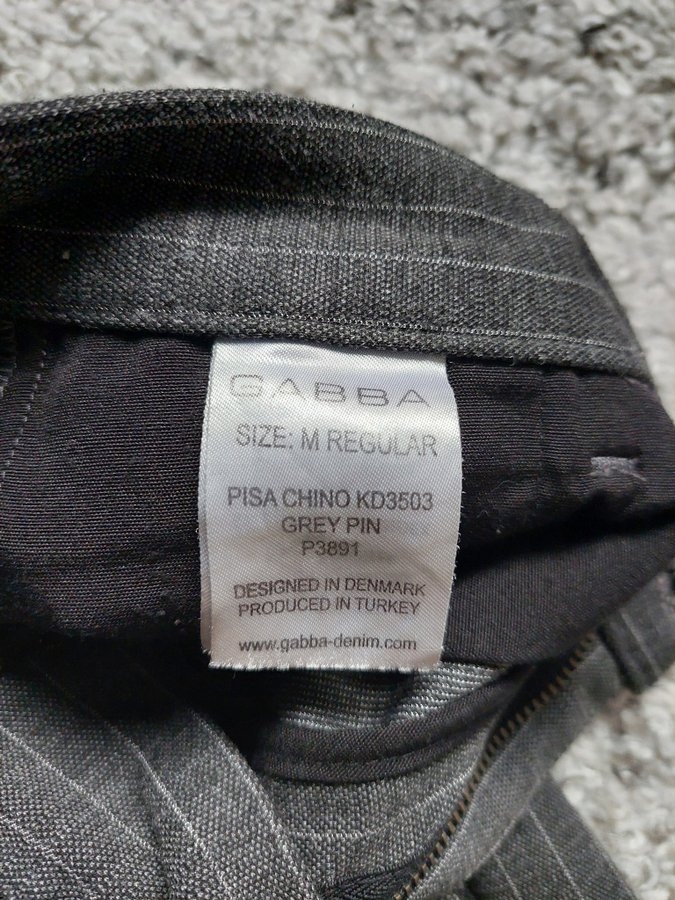 GABBA
SIZE: M REGULAR
PISA CHINO KD3503
GREY PIN
P3891
DESIGNED IN DENMARK
PRODUCED IN TURKEY
www.gabba-denim.com